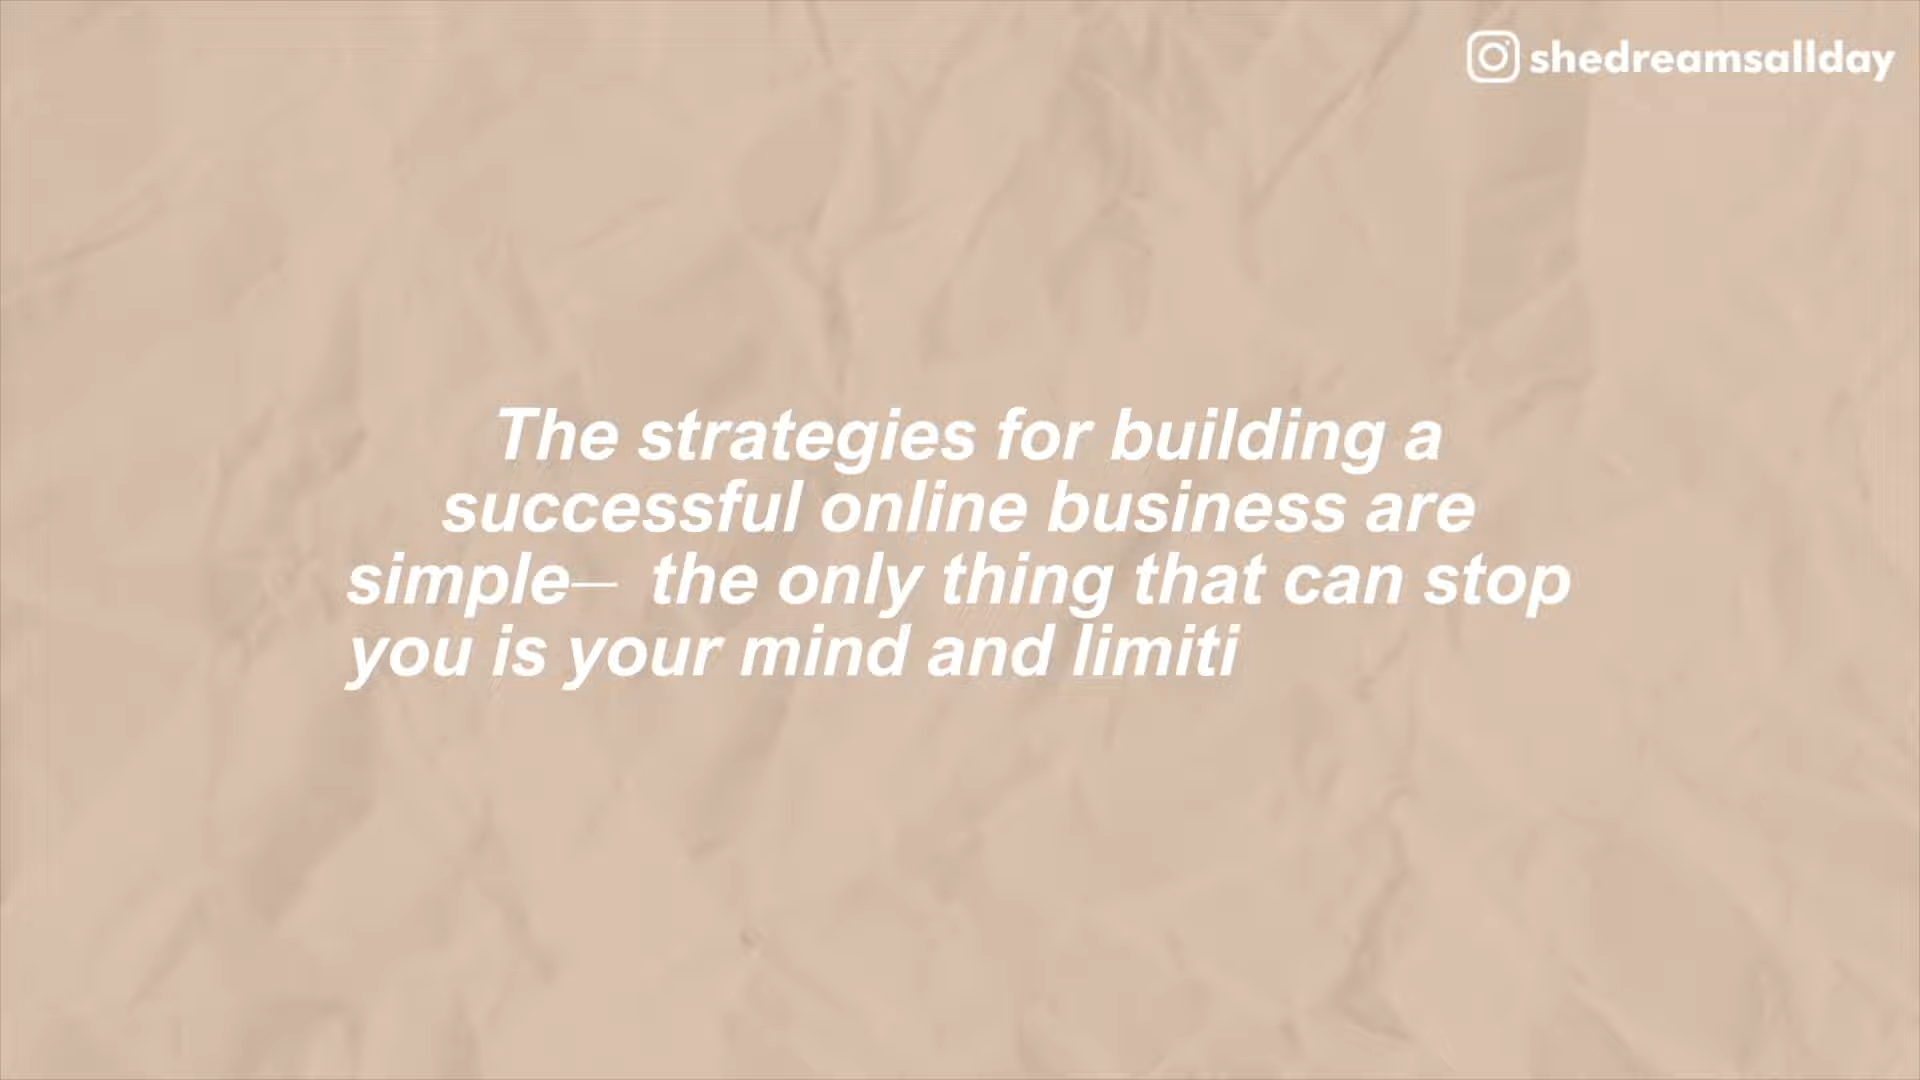 shedreamsallday
The strategies for building a
successful online business are
simple— the only thing that can stop
you is your mind and limiti